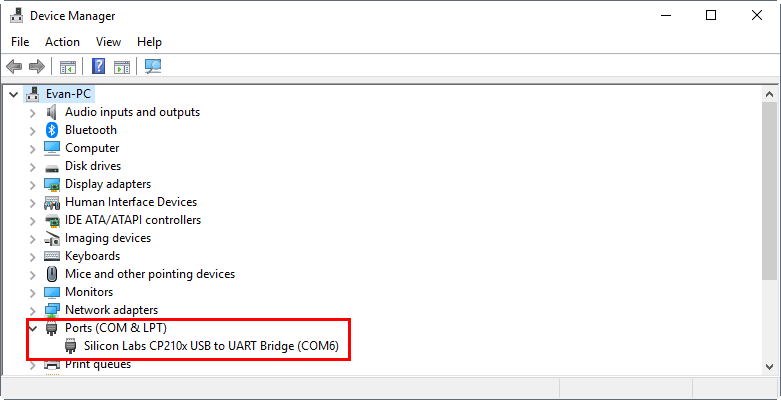 Device Manager
File Action View Help
Evan-PC
Audio inputs and outputs
Bluetooth
Computer
Disk drives
Display adapters
Human Interface Devices
IDE ATA/ATAPI controllers
Imaging devices
Keyboards
Mice and other pointing devices
Monitors
Network adapters
Ports (COM & LPT)
Silicon Labs CP210x USB to UART Bridge (COM6)
Print queues